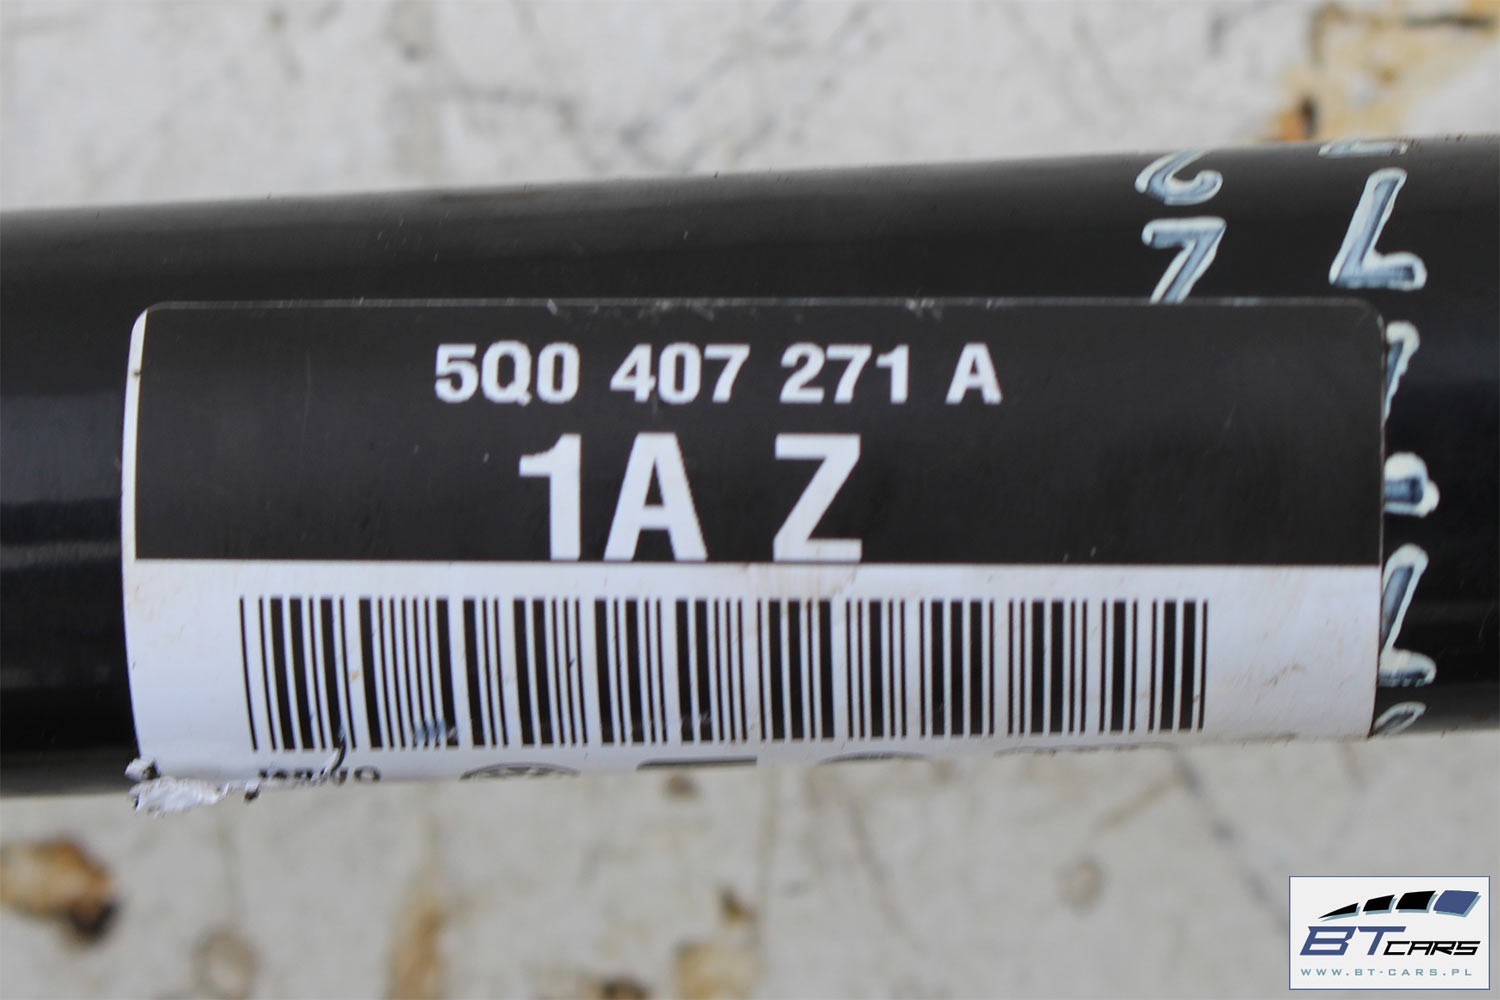 5Q0 407 271 A
1A Z
BTCARS
WWW.BT-CARS.PL